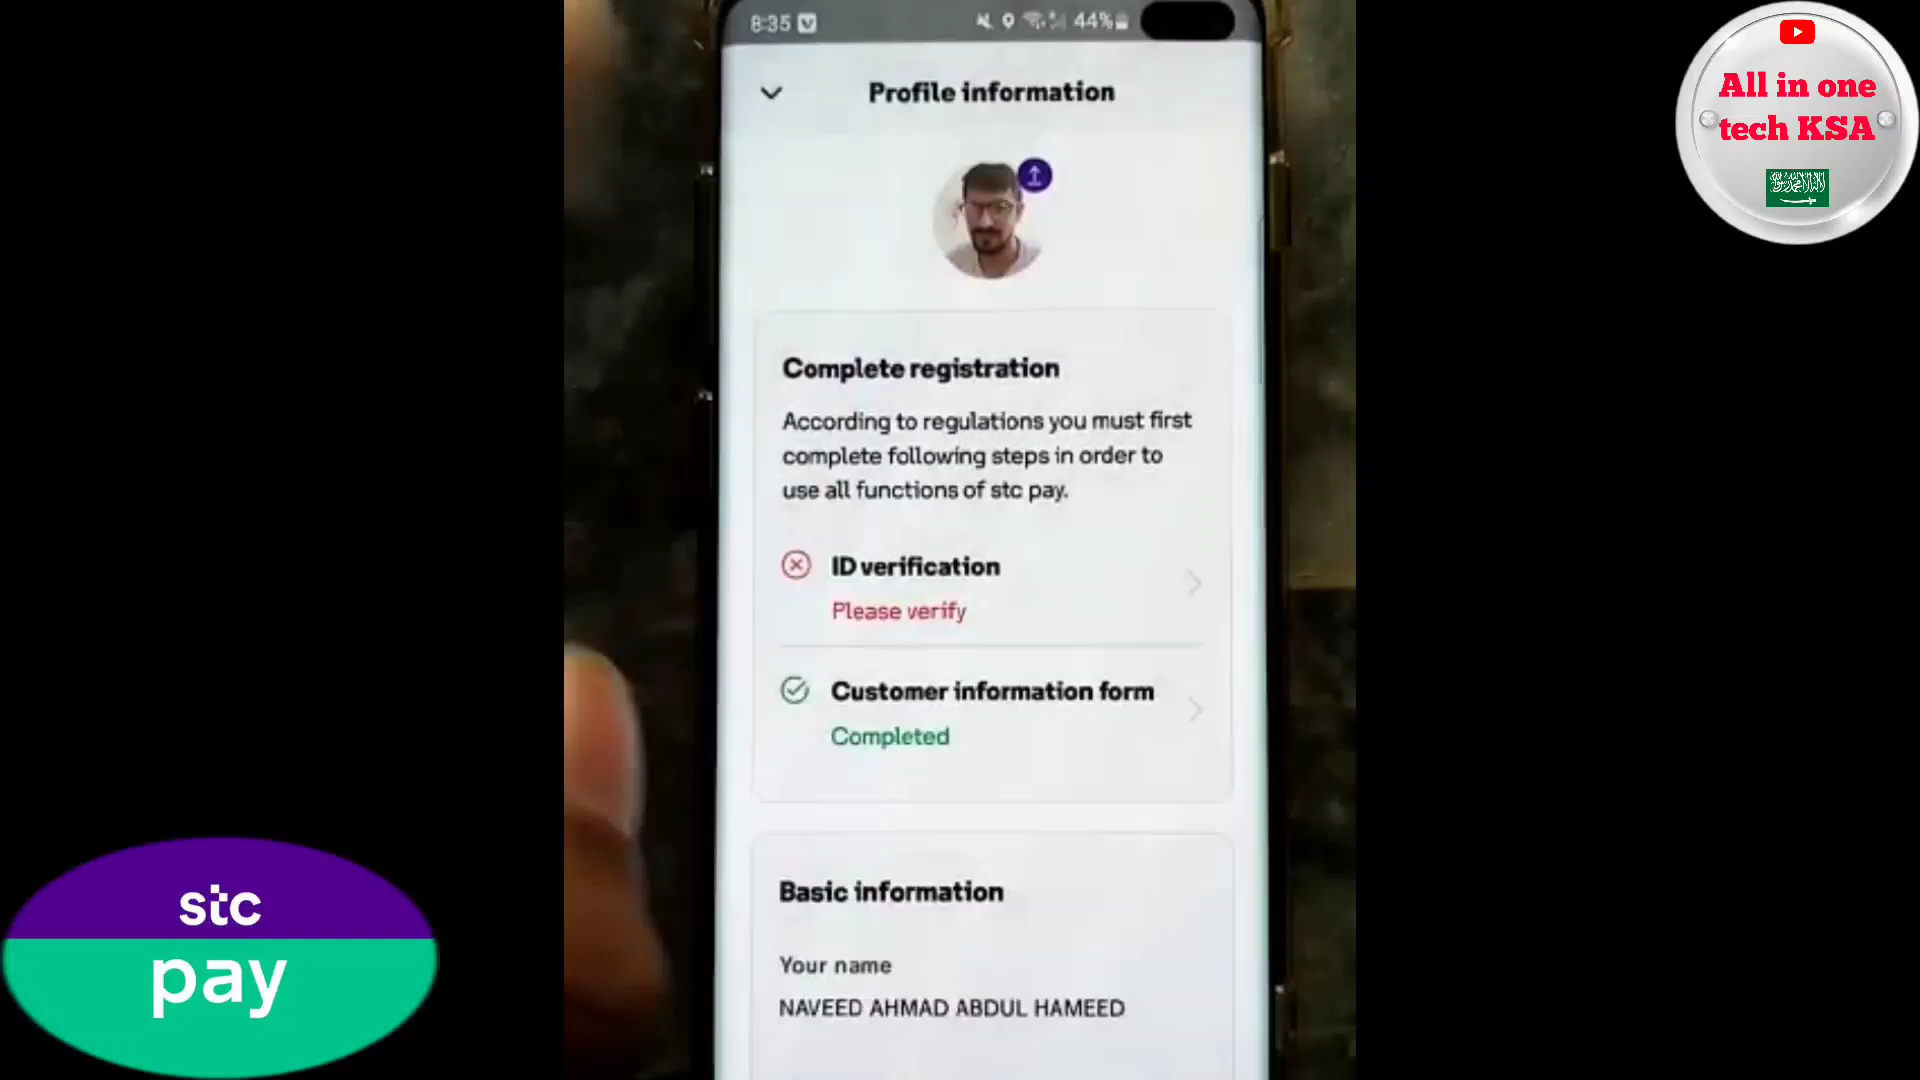 8:35
44%
Profile information
Complete registration
According to regulations you must first
complete following steps in order to
use all functions of stc pay.
ID verification
Please verify
Customer information form
Completed
Basic information
Your name
NAVEED AHMAD ABDUL HAMEED
All in one
tech KSA
stc
pay